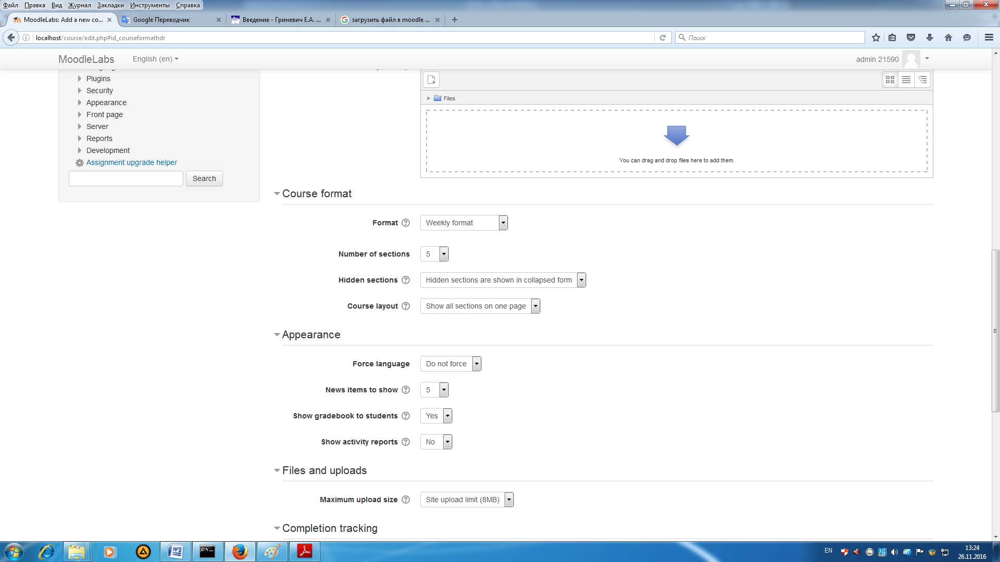 Файл Правка Вид Журнал Закладки Инструменты Справка
MoodleLabs: Add a new co...
Google Переводчик
Введение - Гриневич Е.А. ...
загрузить файл в moodle ...
localhost/course/edit.php#id_courseformathdr
Поиск
MoodleLabs
English (en)
admin 21590
Plugins
Security
Appearance
Front page
Server
Reports
Development
Assignment upgrade helper
Search
Files
You can drag and drop files here to add them.
Course format
Format
Weekly format
Number of sections
5
Hidden sections
Hidden sections are shown in collapsed form
Course layout
Show all sections on one page
Appearance
Force language
Do not force
News items to show
5
Show gradebook to students
Yes
Show activity reports
No
Files and uploads
Maximum upload size
Site upload limit (8MB)
Completion tracking
EN
13:24
26.11.2016